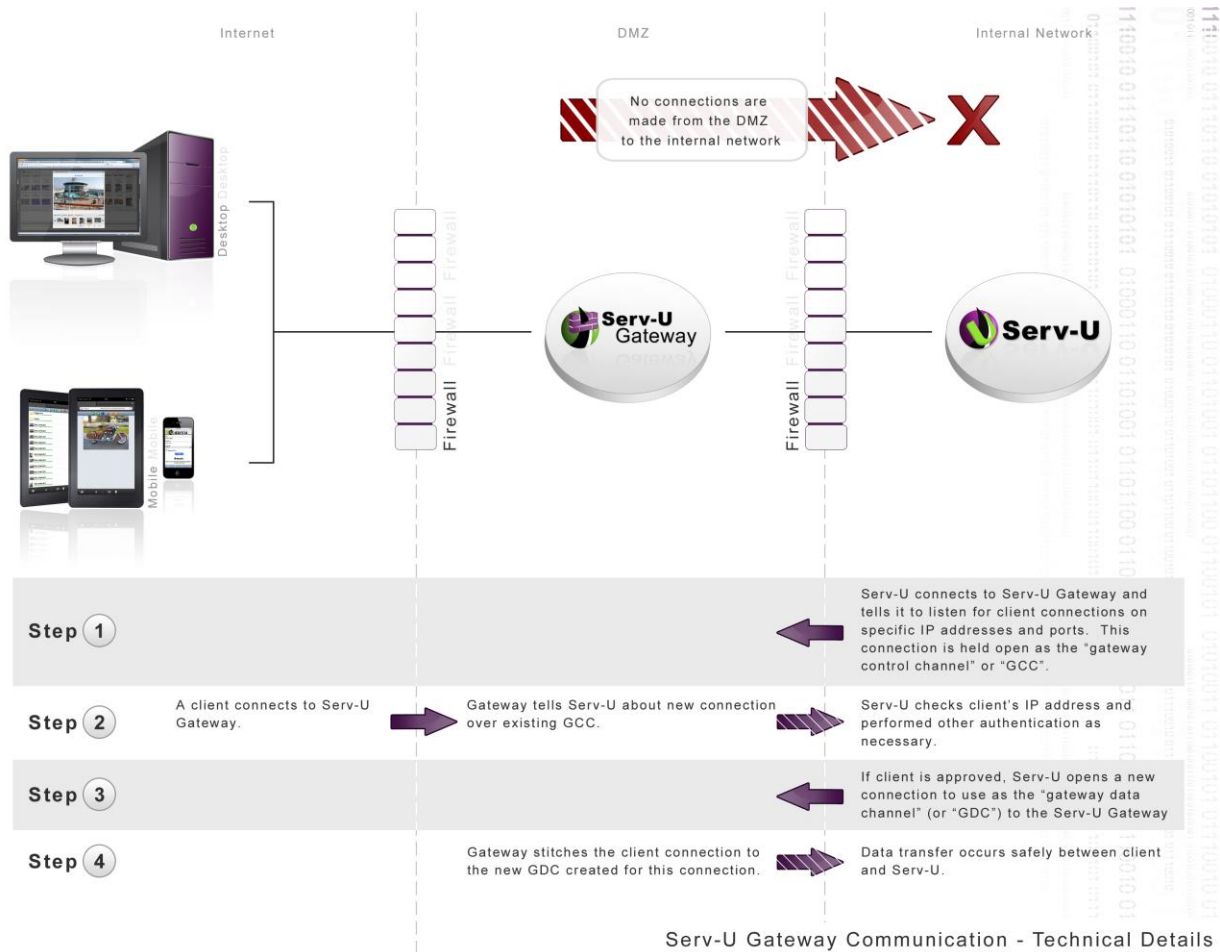 Internet
DMZ
Internal Network
No connections are
made from the DMZ
to the internal network
Desktop Desktop
Firewall Firewall Firewall
Firewall Firewall Firewall
Serv-U
Gateway
Serv-U
Mobile Mobile
Step 1
Serv-U connects to Serv-U Gateway and
tells it to listen for client connections on
specific IP addresses and ports. This
connection is held open as the “gateway
control channel” or “GCC”.
Step 2
A client connects to Serv-U
Gateway.
Gateway tells Serv-U about new connection
over existing GCC.
Serv-U checks client’s IP address and
performed other authentication as
necessary.
Step 3
If client is approved, Serv-U opens a new
connection to use as the “gateway data
channel” (or “GDC”) to the Serv-U Gateway
Step 4
Gateway stitches the client connection to
the new GDC created for this connection.
Data transfer occurs safely between client
and Serv-U.
Serv-U Gateway Communication - Technical Details